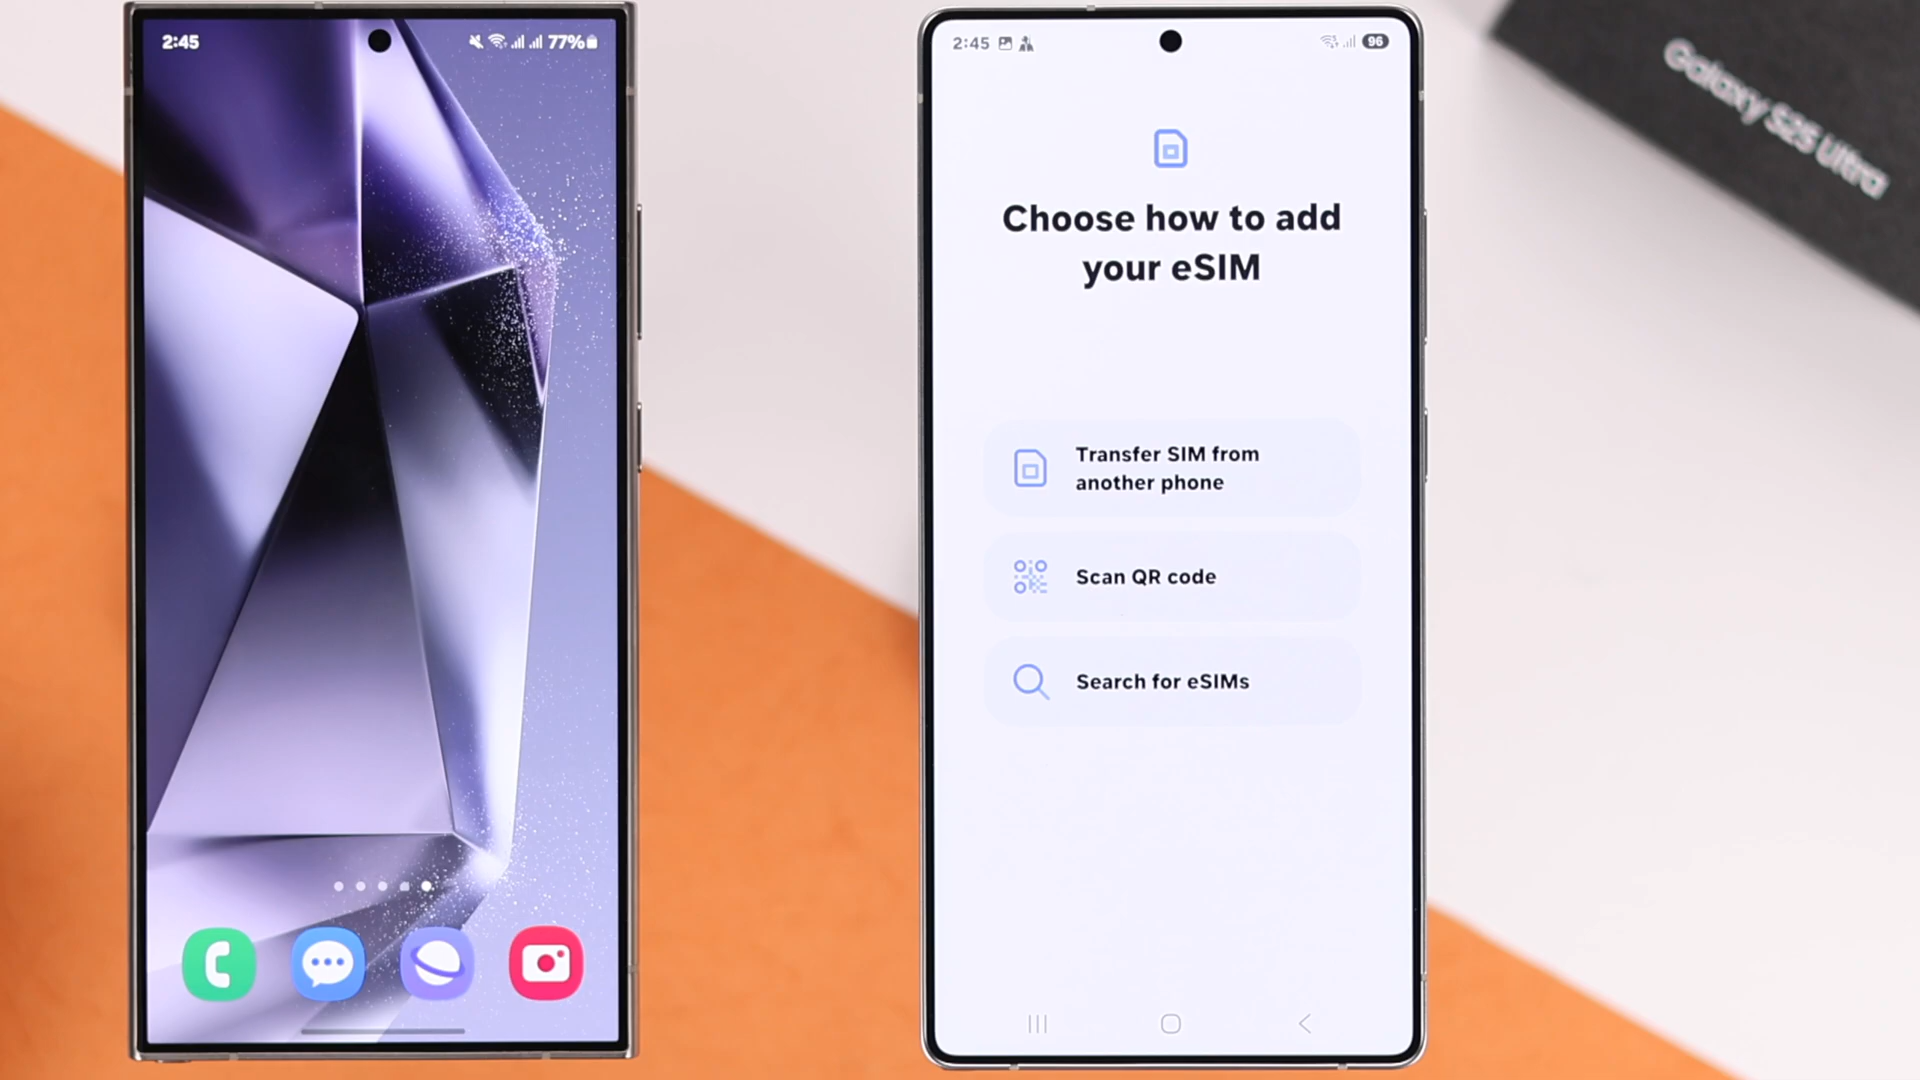 2:45
77%
2:45
96
Choose how to add
your eSIM
Transfer SIM from
another phone
Scan QR code
Search for eSIMs
Galaxy S25 Ultra